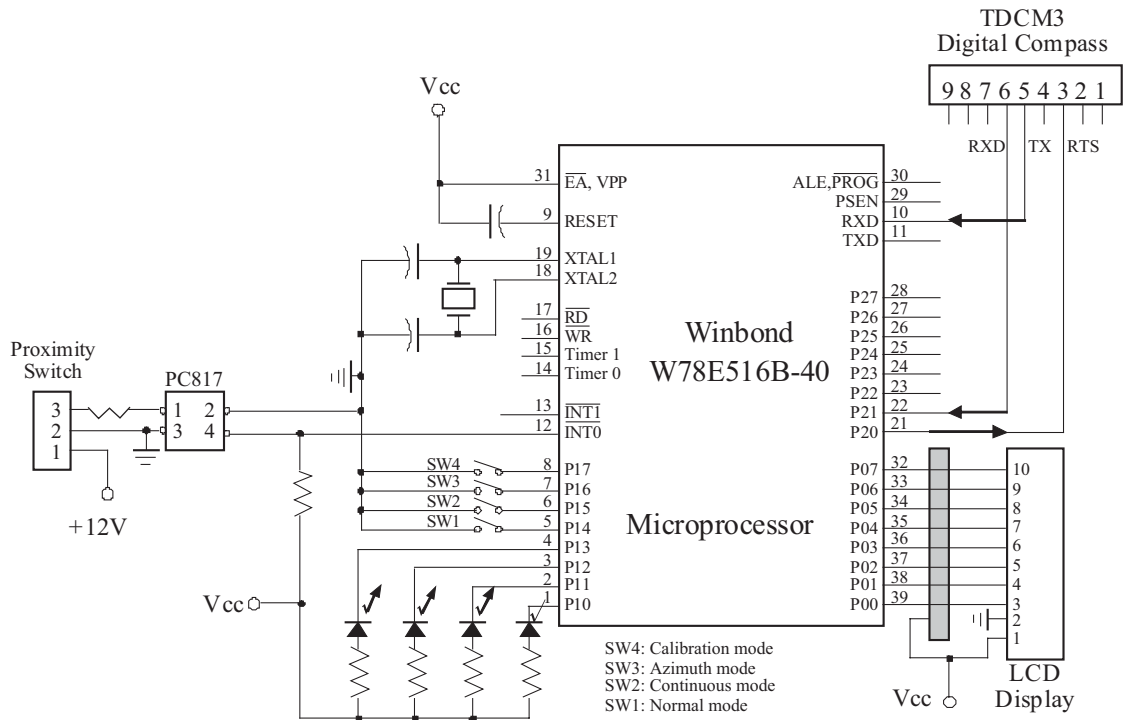 TDCM3
Digital Compass
9 8 7 6 5 4 3 2 1
RXD TX RTS
Vcc
31 EA, VPP
9 RESET
19 XTAL1
18 XTAL2
17 RD
16 WR
15 Timer 1
14 Timer 0
13 INT1
12 INT0
8 P17
7 P16
6 P15
5 P14
4 P13
3 P12
2 P11
1 P10
ALE,PROG 30
PSEN 29
RXD 10
TXD 11
P27 28
P26 27
P25 26
P24 25
P23 24
P22 23
P21 22
P20 21
P07 32
P06 33
P05 34
P04 35
P03 36
P02 37
P01 38
P00 39
Winbond
W78E516B-40
Microprocessor
Proximity
Switch
3
2
1
+12V
PC817
1 2
3 4
SW4
SW3
SW2
SW1
Vcc
10
9
8
7
6
5
4
3
2
1
LCD
Display
Vcc
SW4: Calibration mode
SW3: Azimuth mode
SW2: Continuous mode
SW1: Normal mode